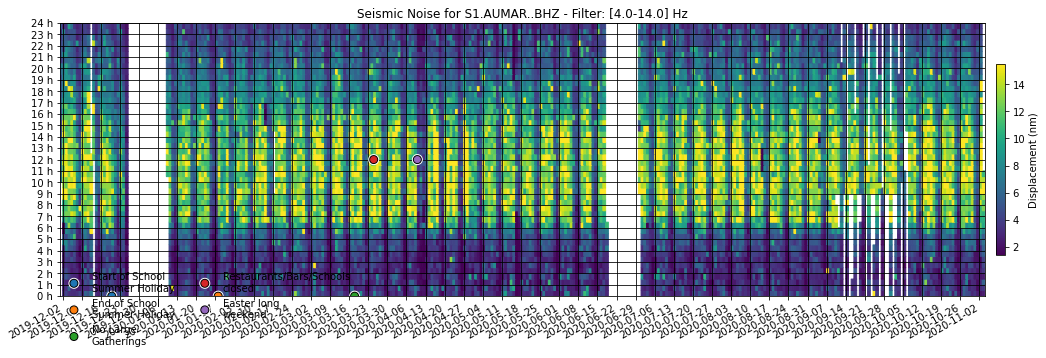 Seismic Noise for S1.AUMAR..BHZ - Filter: [4.0-14.0] Hz
24 h
23 h
22 h
21 h
20 h
19 h
18 h
17 h
16 h
15 h
14 h
13 h
12 h
11 h
10 h
9 h
8 h
7 h
6 h
5 h
4 h
3 h
2 h
1 h
0 h
14
12
10
8
6
4
2
Displacement (nm)
Start of School
Summer Holiday
End of School
Summer Holiday
No Large
Gatherings
Restaurants/Bars/Schools
closed
Easter long
weekend
2019-12-02
2020-03-02
2020-03-09
2020-03-16
2020-03-23
2020-03-30
2020-04-06
2020-04-13
2020-04-20
2020-04-27
2020-05-04
2020-05-11
2020-05-18
2020-05-25
2020-06-01
2020-06-08
2020-06-15
2020-06-22
2020-06-29
2020-07-06
2020-07-13
2020-07-20
2020-07-27
2020-08-03
2020-08-10
2020-08-17
2020-08-24
2020-08-31
2020-09-07
2020-09-14
2020-09-21
2020-09-28
2020-10-05
2020-10-12
2020-10-19
2020-10-26
2020-11-02